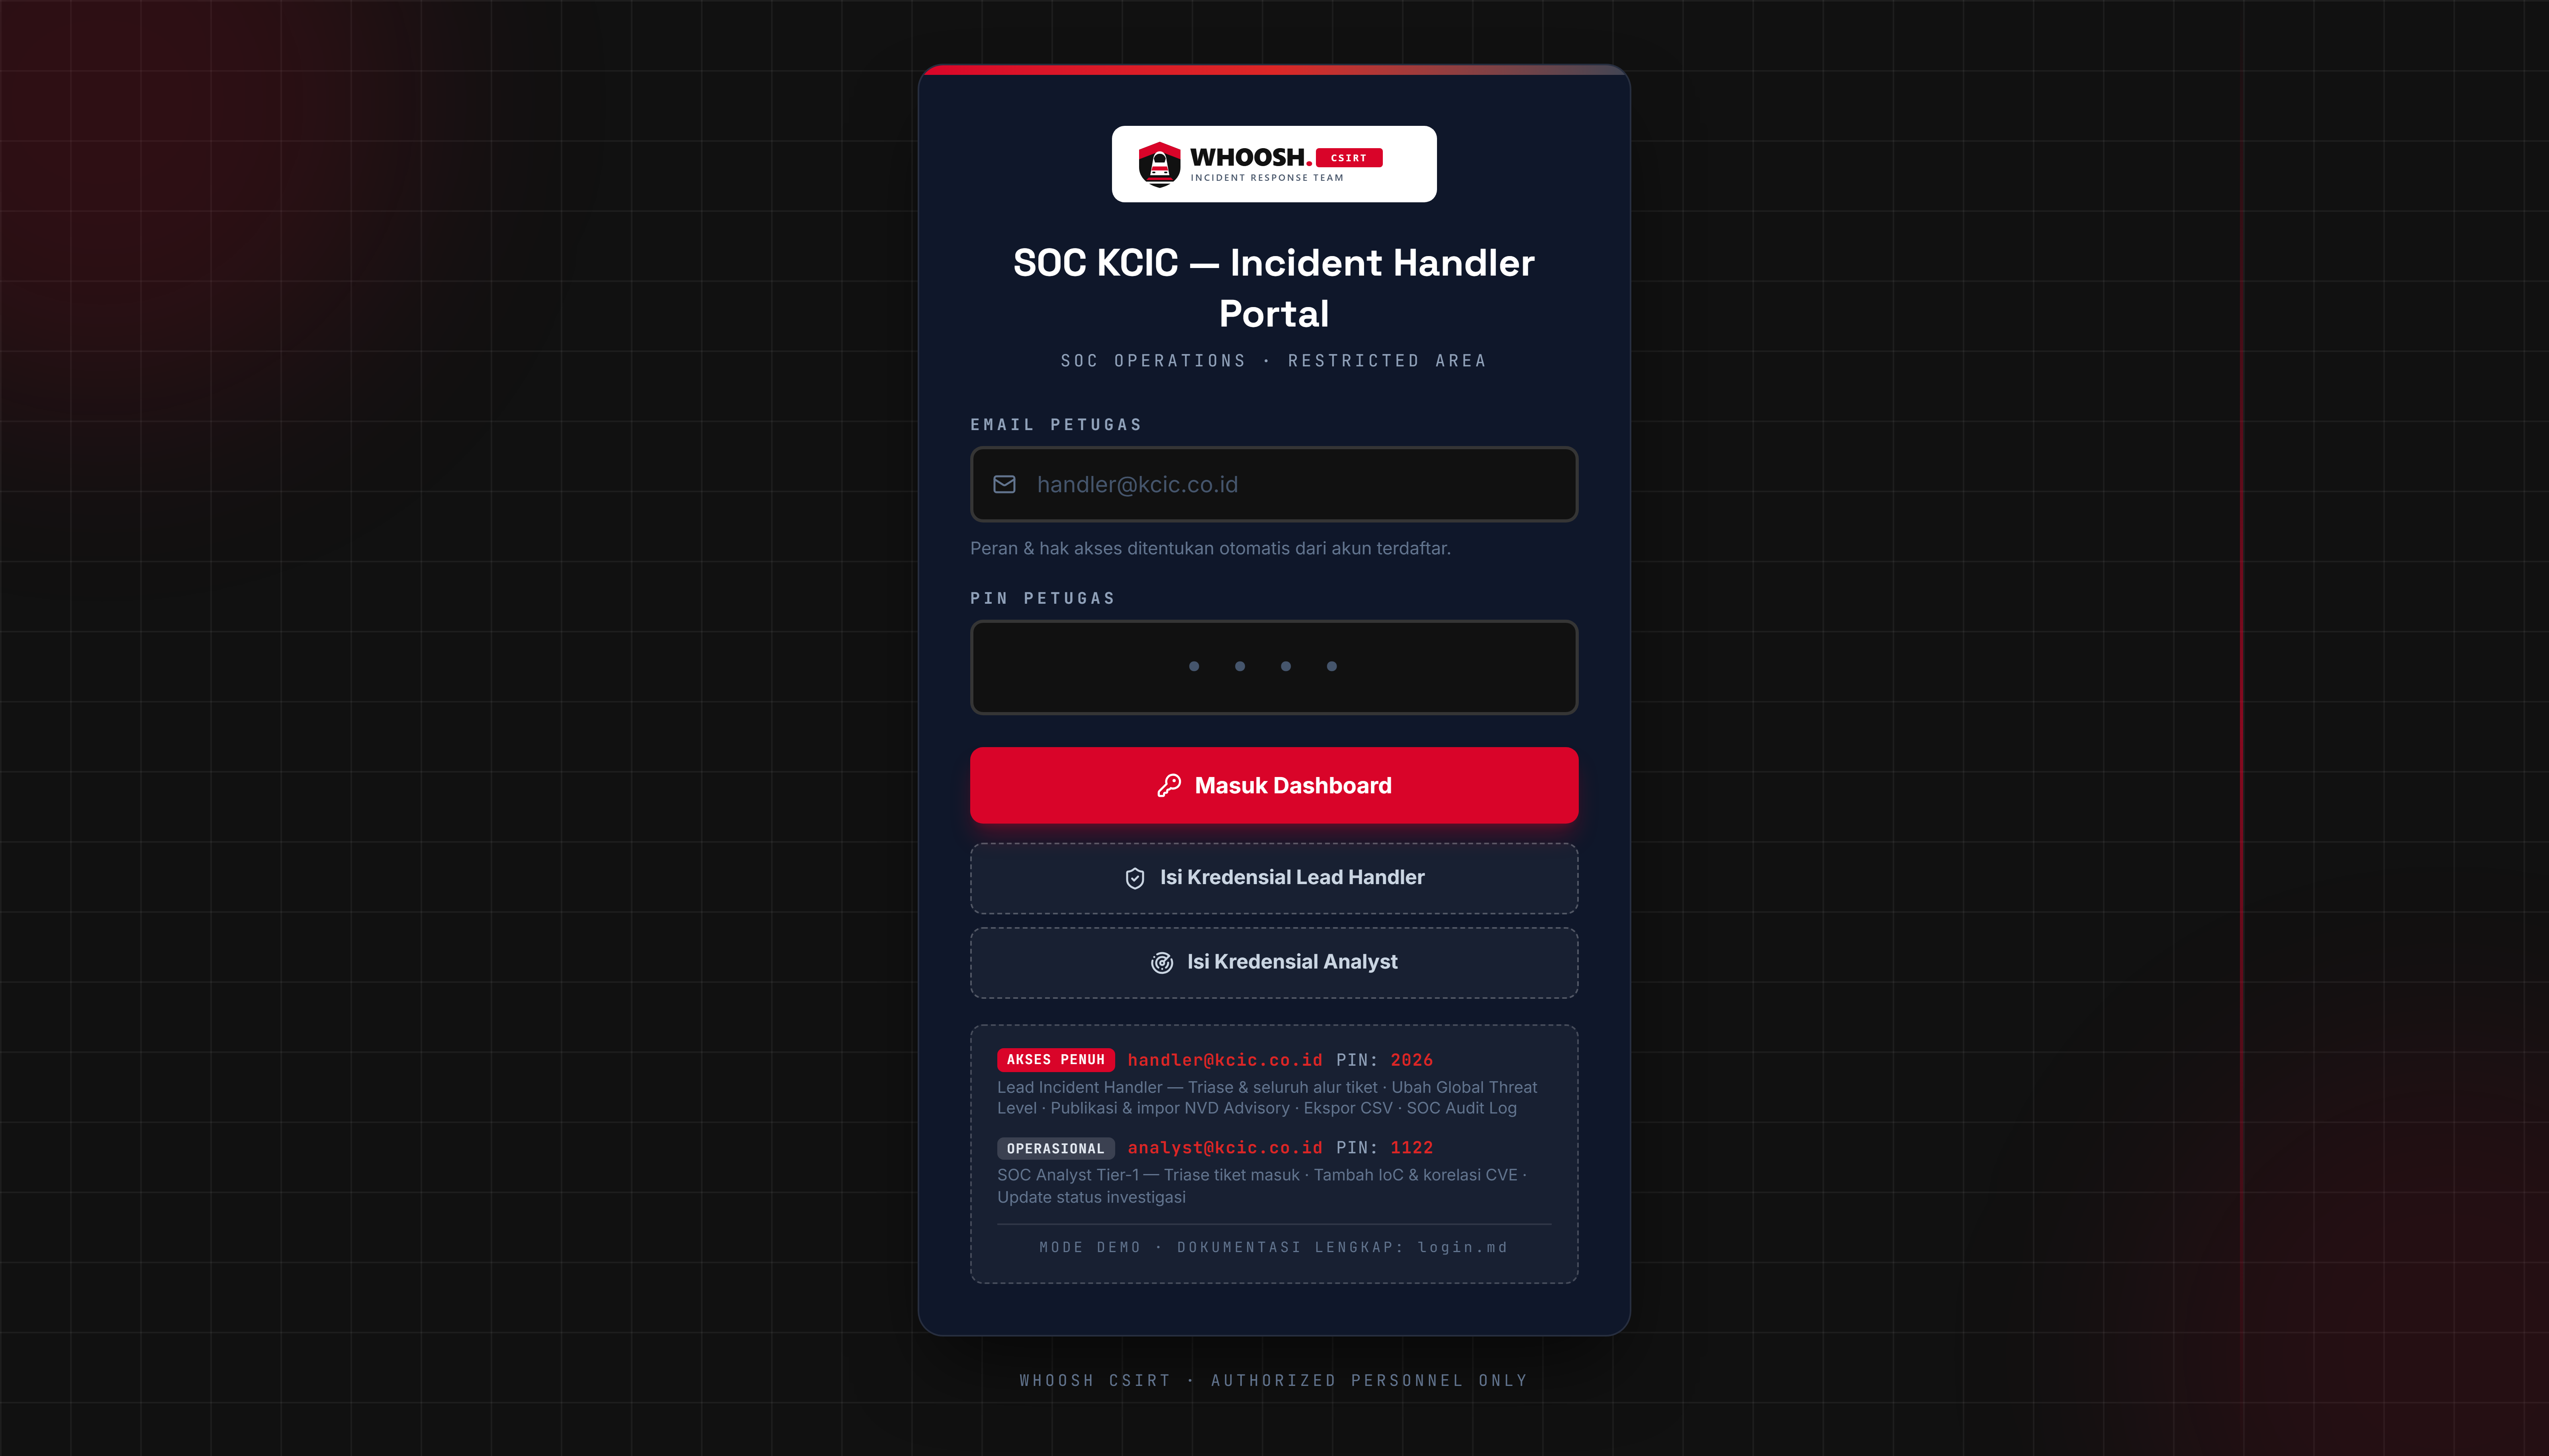 WHOOSH. CSIRT
INCIDENT RESPONSE TEAM
SOC KCIC — Incident Handler
Portal
SOC OPERATIONS · RESTRICTED AREA
EMAIL PETUGAS
handler@kcic.co.id
Peran & hak akses ditentukan otomatis dari akun terdaftar.
PIN PETUGAS
Masuk Dashboard
Isi Kredensial Lead Handler
Isi Kredensial Analyst
AKSES PENUH handler@kcic.co.id PIN: 2026
Lead Incident Handler — Triase & seluruh alur tiket · Ubah Global Threat
Level · Publikasi & impor NVD Advisory · Ekspor CSV · SOC Audit Log
OPERASIONAL analyst@kcic.co.id PIN: 1122
SOC Analyst Tier-1 — Triase tiket masuk · Tambah IoC & korelasi CVE ·
Update status investigasi
MODE DEMO · DOKUMENTASI LENGKAP: login.md
WHOOSH CSIRT · AUTHORIZED PERSONNEL ONLY